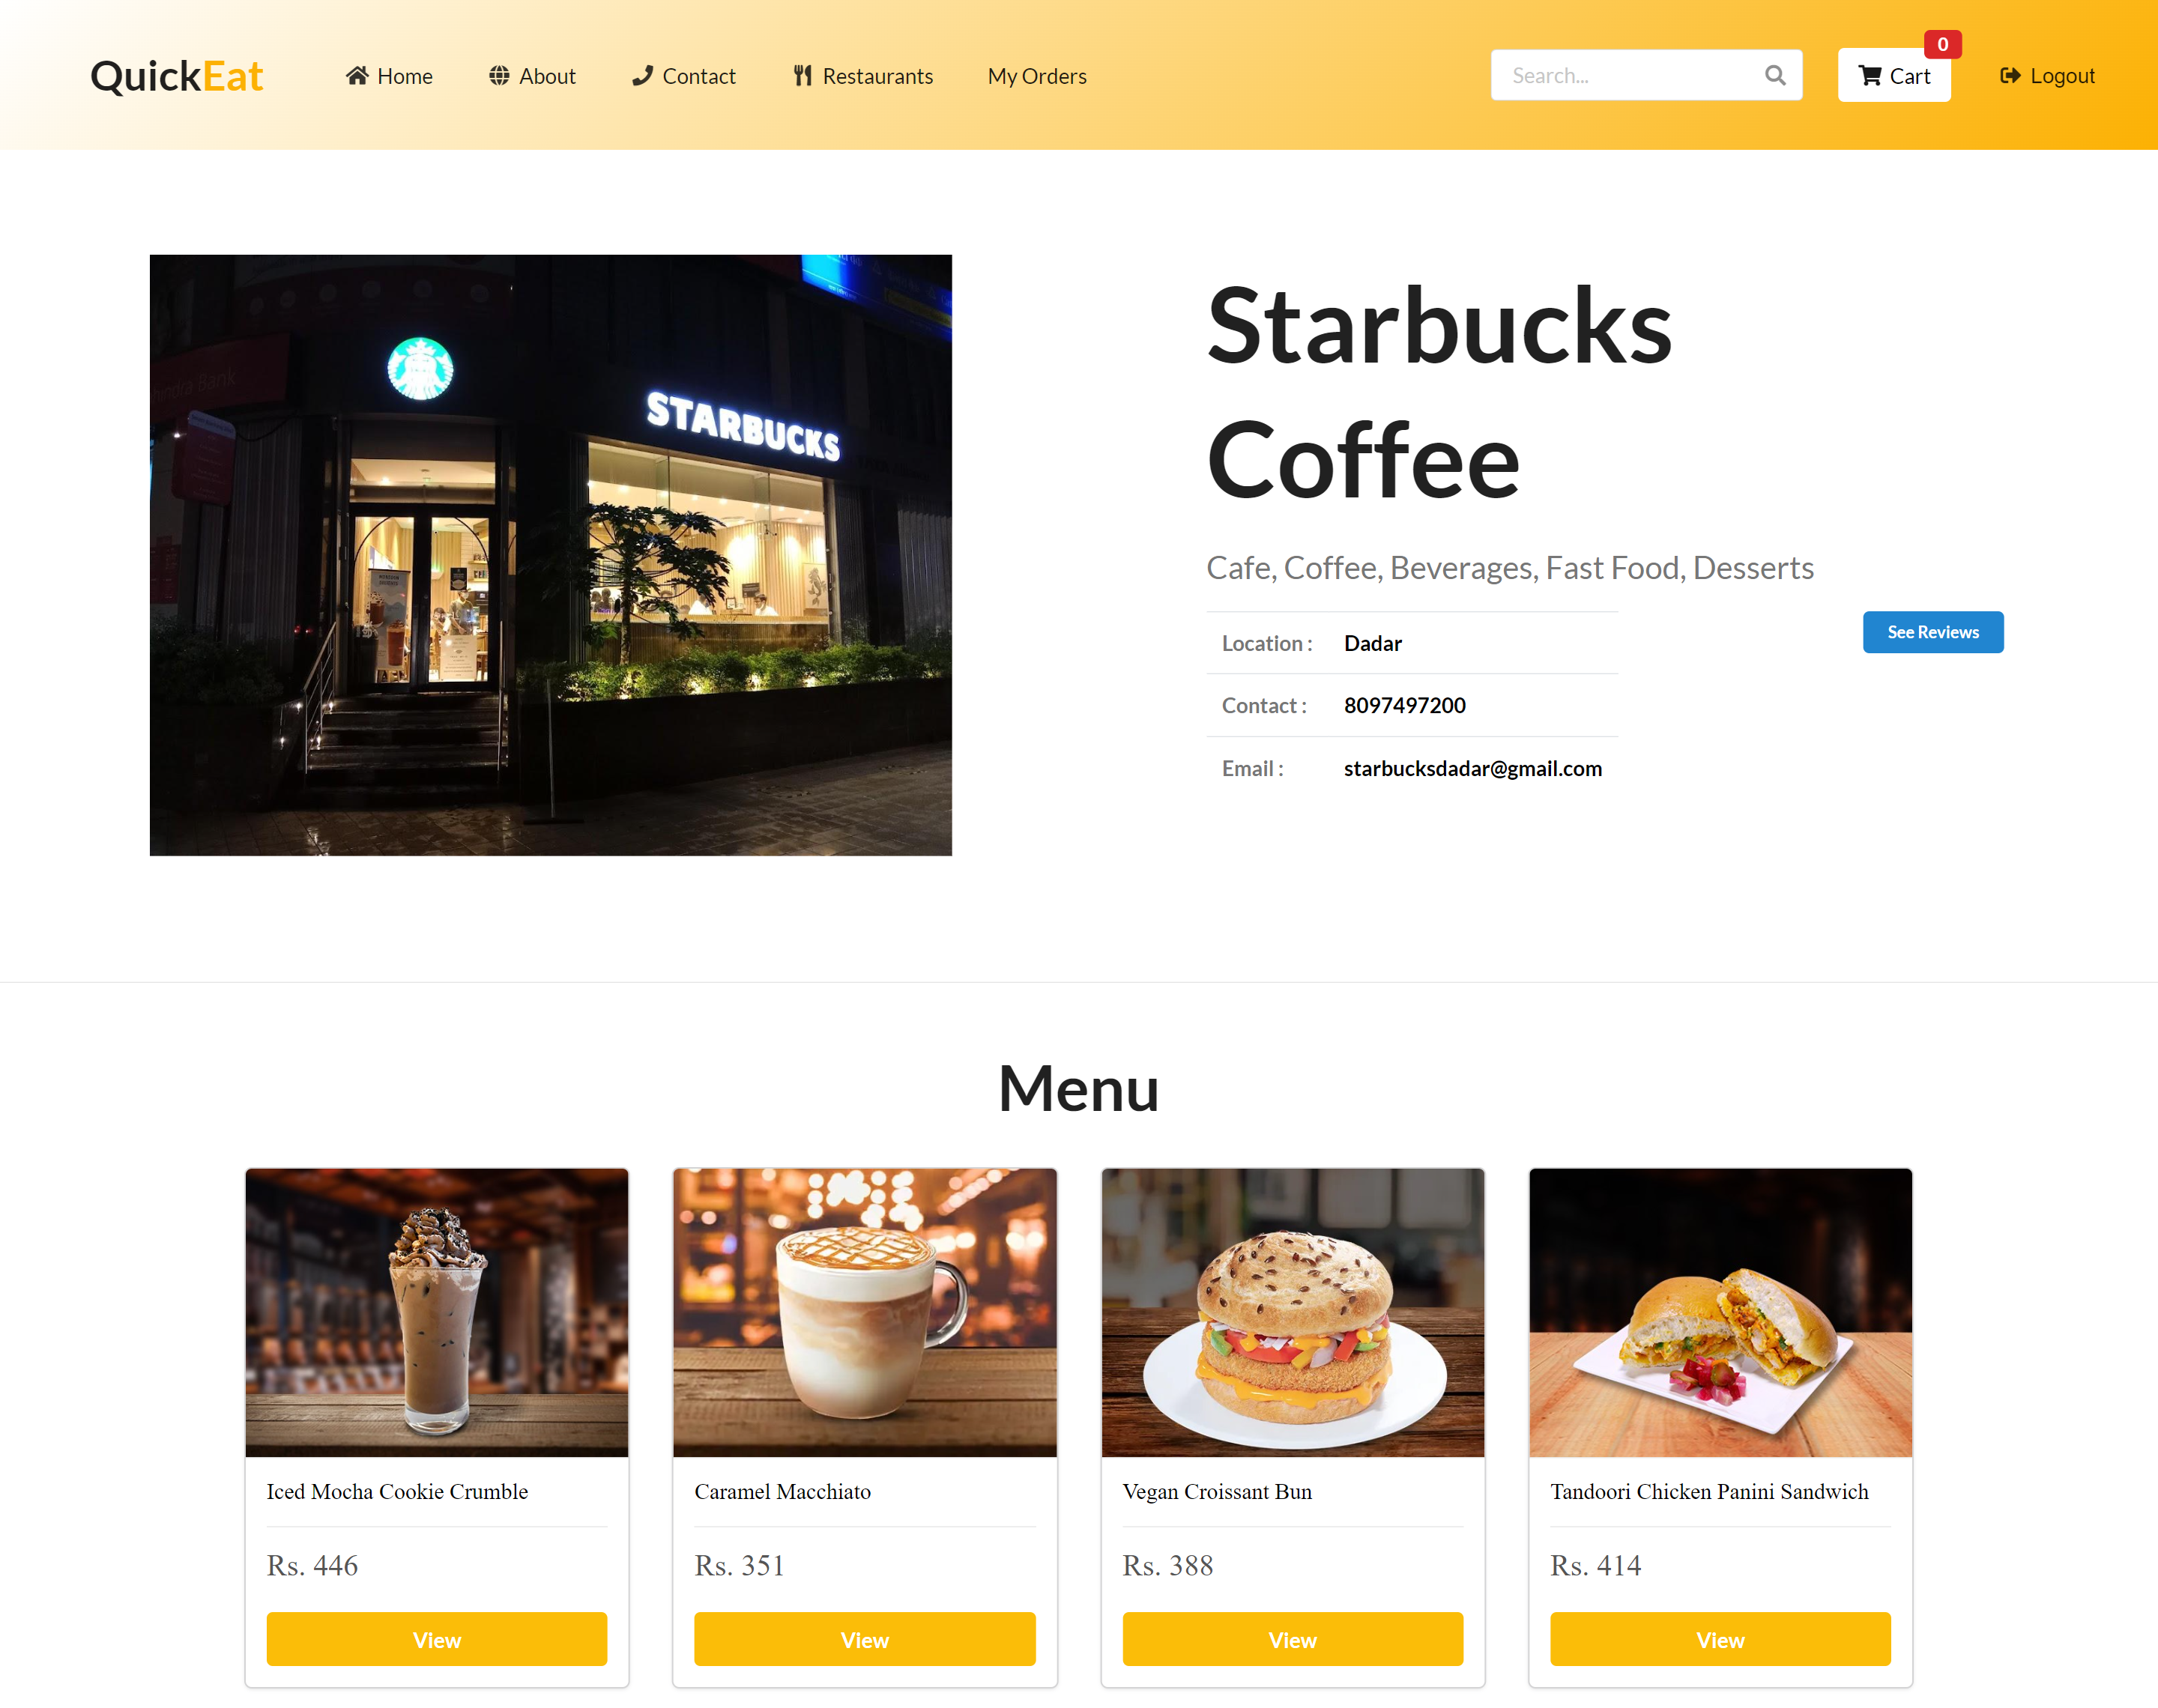 QuickEat Home About Contact Restaurants My Orders Search... Cart 0 Logout
STARBUCKS
Starbucks
Coffee
Cafe, Coffee, Beverages, Fast Food, Desserts
Location : Dadar
See Reviews
Contact : 8097497200
Email : starbucksdadar@gmail.com
Menu
Iced Mocha Cookie Crumble
Rs. 446
View
Caramel Macchiato
Rs. 351
View
Vegan Croissant Bun
Rs. 388
View
Tandoori Chicken Panini Sandwich
Rs. 414
View